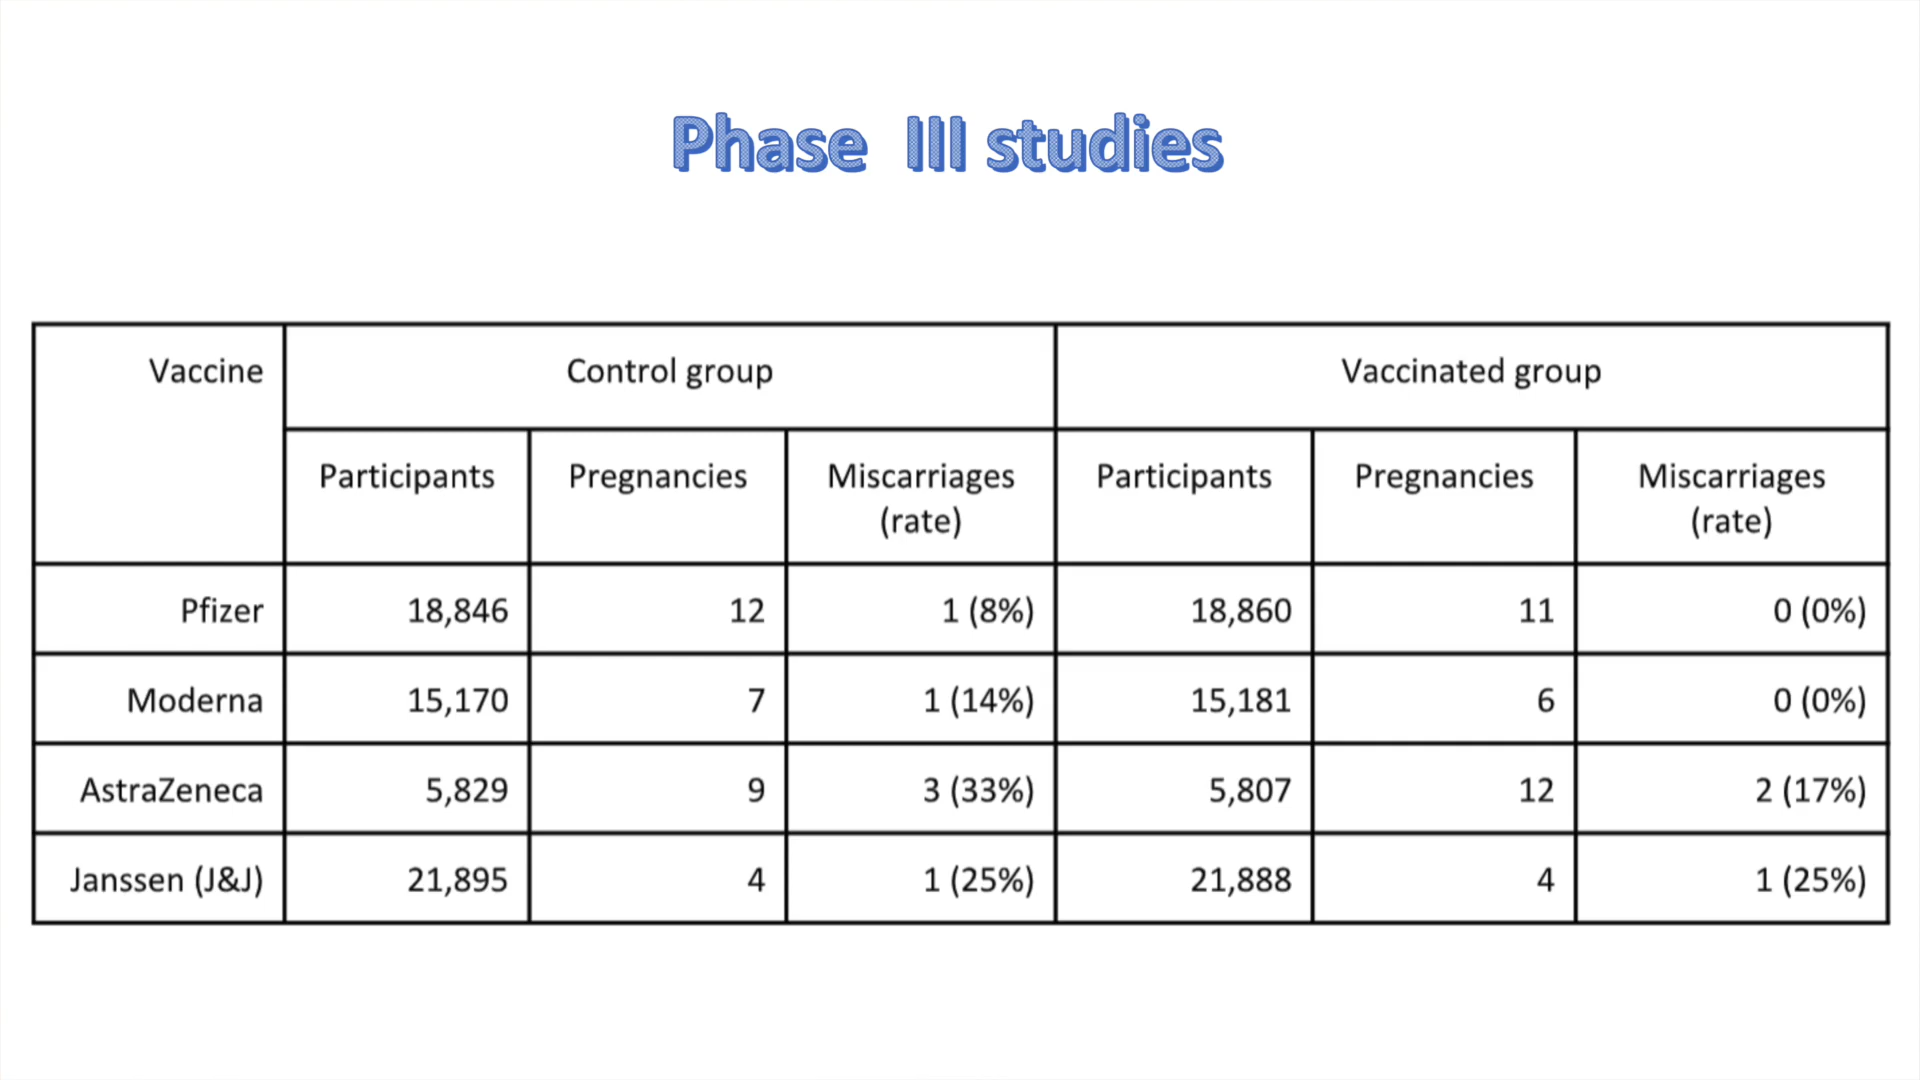 Phase III studies
Vaccine Control group Vaccinated group
Participants Pregnancies Miscarriages (rate) Participants Pregnancies Miscarriages (rate)
Pfizer 18,846 12 1 (8%) 18,860 11 0 (0%)
Moderna 15,170 7 1 (14%) 15,181 6 0 (0%)
AstraZeneca 5,829 9 3 (33%) 5,807 12 2 (17%)
Janssen (J&J) 21,895 4 1 (25%) 21,888 4 1 (25%)